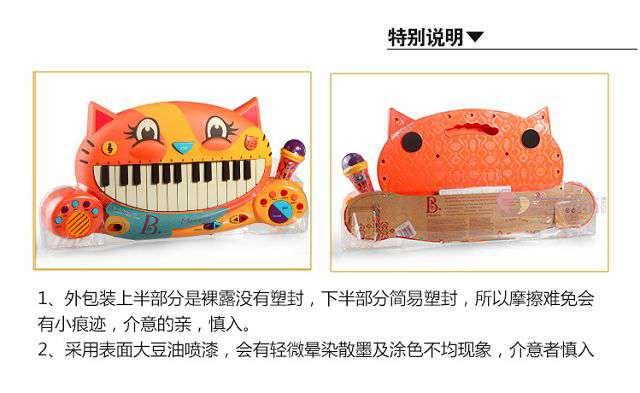 特别说明▼
B.
B.
1、外包装上半部分是裸露没有塑封，下半部分简易塑封，所以摩擦难免会
有小痕迹，介意的亲，慎入。
2、采用表面大豆油喷漆，会有轻微晕染散墨及涂色不均现象，介意者慎入